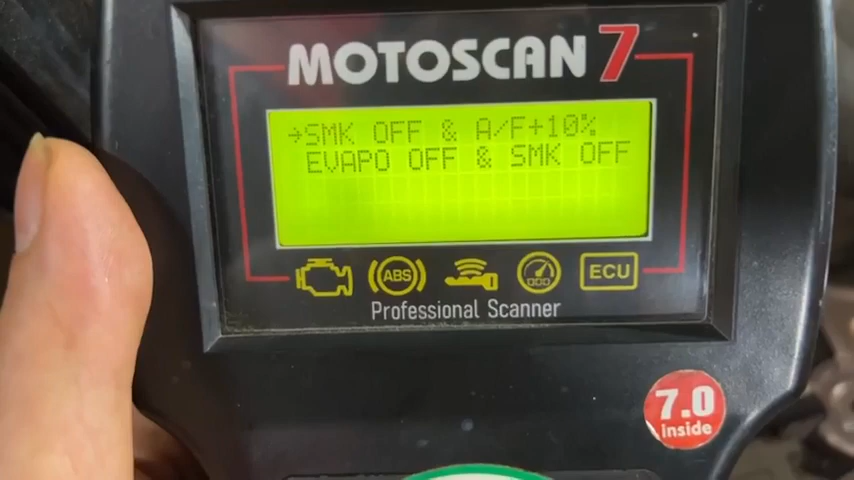 MOTOSCAN 7
→SMK OFF & A/F+10%
EVAPO OFF & SMK OFF
ABS
ECU
Professional Scanner
7.0
inside